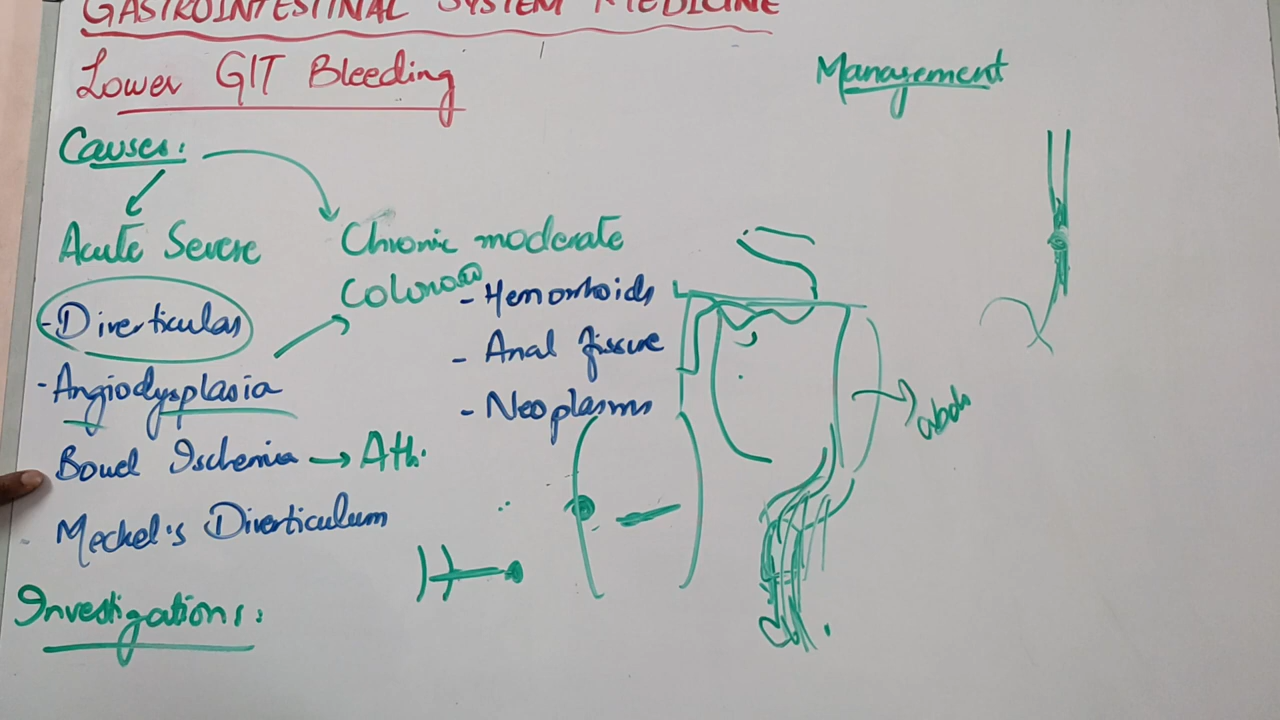 GASTROINTESTINAL SYSTEM MEDICINE
Lower GIT Bleeding
Causes:
Acute Severe
- Diverticular
- Angiodysplasia
Bowel Ischemia → Ath.
- Meckel's Diverticulum
Investigations:
Chronic moderate
- Hemorrhoids
- Anal fissure
- Neoplasms
Management